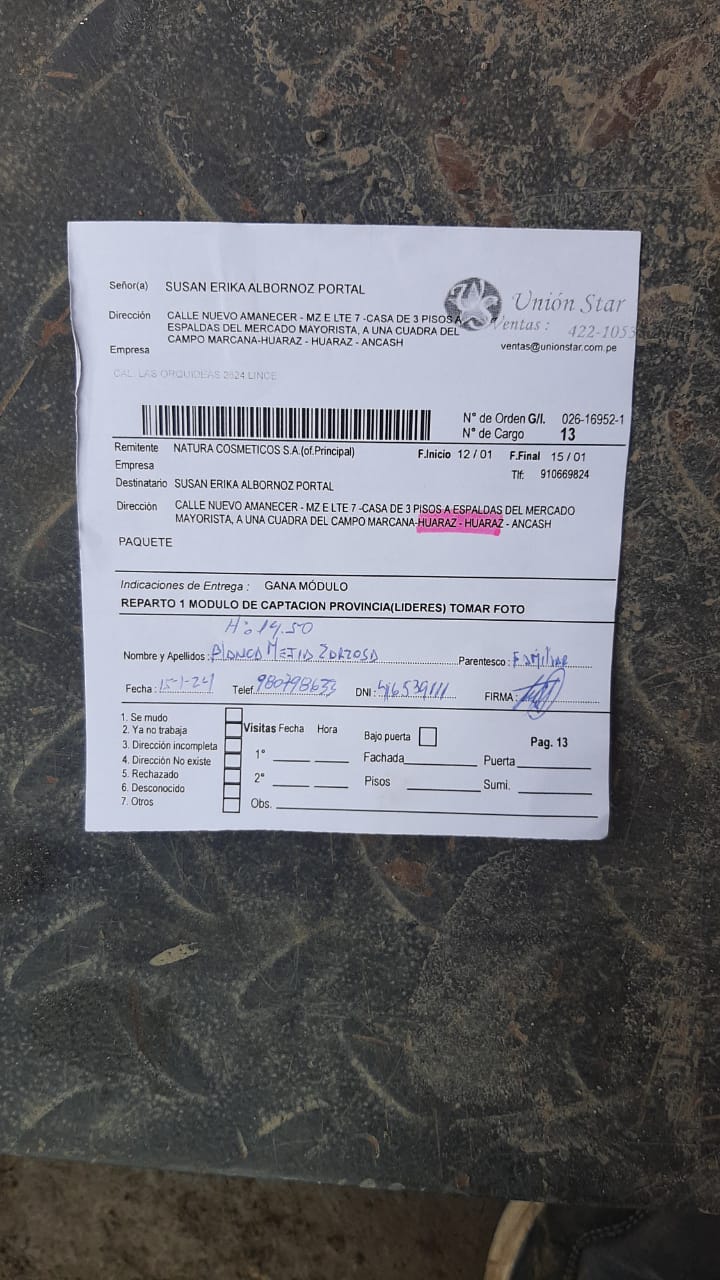 Señor(a) SUSAN ERIKA ALBORNOZ PORTAL
Unión Star
Ventas : 422-1053
ventas@unionstar.com.pe
Dirección CALLE NUEVO AMANECER - MZ E LTE 7 -CASA DE 3 PISOS A
ESPALDAS DEL MERCADO MAYORISTA, A UNA CUADRA DEL
CAMPO MARCANA-HUARAZ - HUARAZ - ANCASH
Empresa
CAL. LAS ORQUIDEAS 2624 LINCE
N° de Orden G/I. 026-16952-1
N° de Cargo 13
Remitente NATURA COSMETICOS S.A.(of.Principal) F.Inicio 12 / 01 F.Final 15 / 01
Empresa Tlf: 910669824
Destinatario SUSAN ERIKA ALBORNOZ PORTAL
Dirección CALLE NUEVO AMANECER - MZ E LTE 7 -CASA DE 3 PISOS A ESPALDAS DEL MERCADO
MAYORISTA, A UNA CUADRA DEL CAMPO MARCANA-HUARAZ - HUARAZ - ANCASH
PAQUETE
Indicaciones de Entrega : GANA MÓDULO
REPARTO 1 MODULO DE CAPTACION PROVINCIA(LIDERES) TOMAR FOTO
H: 14.50
Nombre y Apellidos : Blanca Mejia Parentesco : Familiar
Fecha : 15-1-24 Telef. 980798633 DNI : FIRMA :
1. Se mudo
2. Ya no trabaja
3. Dirección incompleta
4. Dirección No existe
5. Rechazado
6. Desconocido
7. Otros
Visitas Fecha Hora
1°
2°
Obs.
Bajo puerta
Fachada Puerta
Pisos Sumi.
Pag. 13